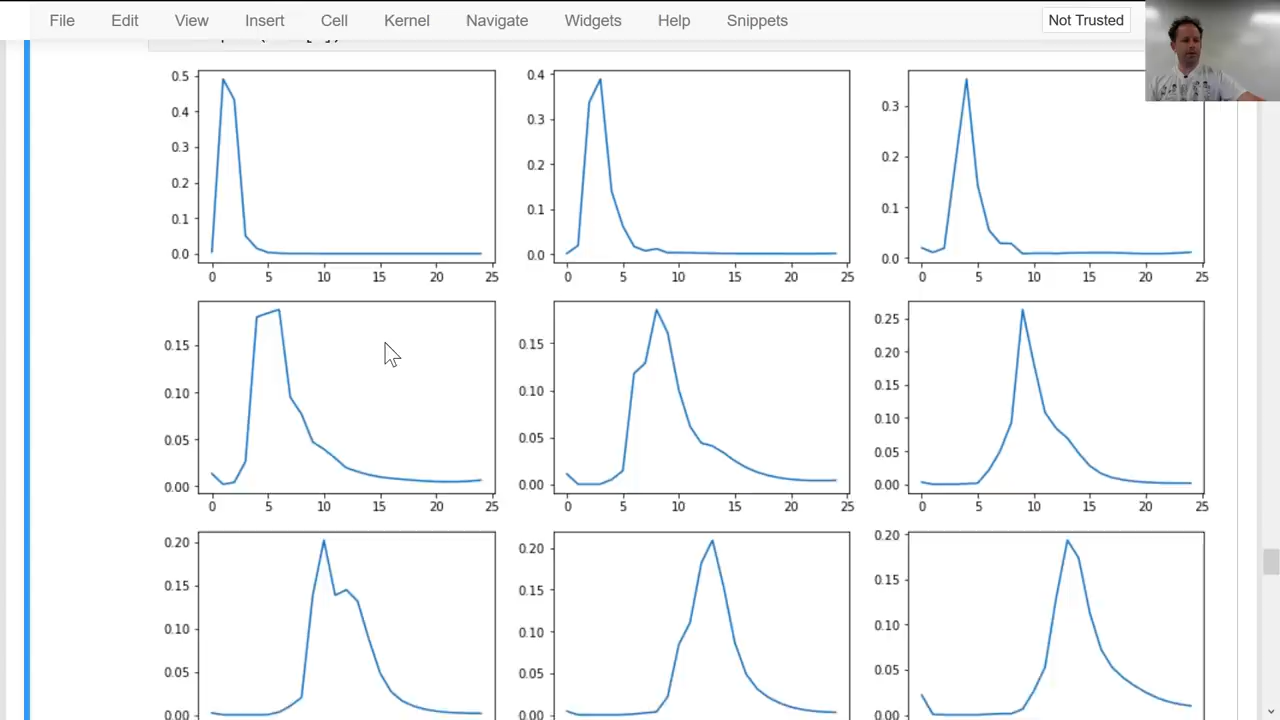 File Edit View Insert Cell Kernel Navigate Widgets Help Snippets Not Trusted
0.5 0.4 0.3 0.2 0.1 0.0
0 5 10 15 20 25
0.4 0.3 0.2 0.1 0.0
0 5 10 15 20 25
0.3 0.2 0.1 0.0
0 5 10 15 20 25
0.15 0.10 0.05 0.00
0 5 10 15 20 25
0.15 0.10 0.05 0.00
0 5 10 15 20 25
0.25 0.20 0.15 0.10 0.05 0.00
0 5 10 15 20 25
0.20 0.15 0.10 0.05 0.00
0.20 0.15 0.10 0.05 0.00
0.20 0.15 0.10 0.05 0.00